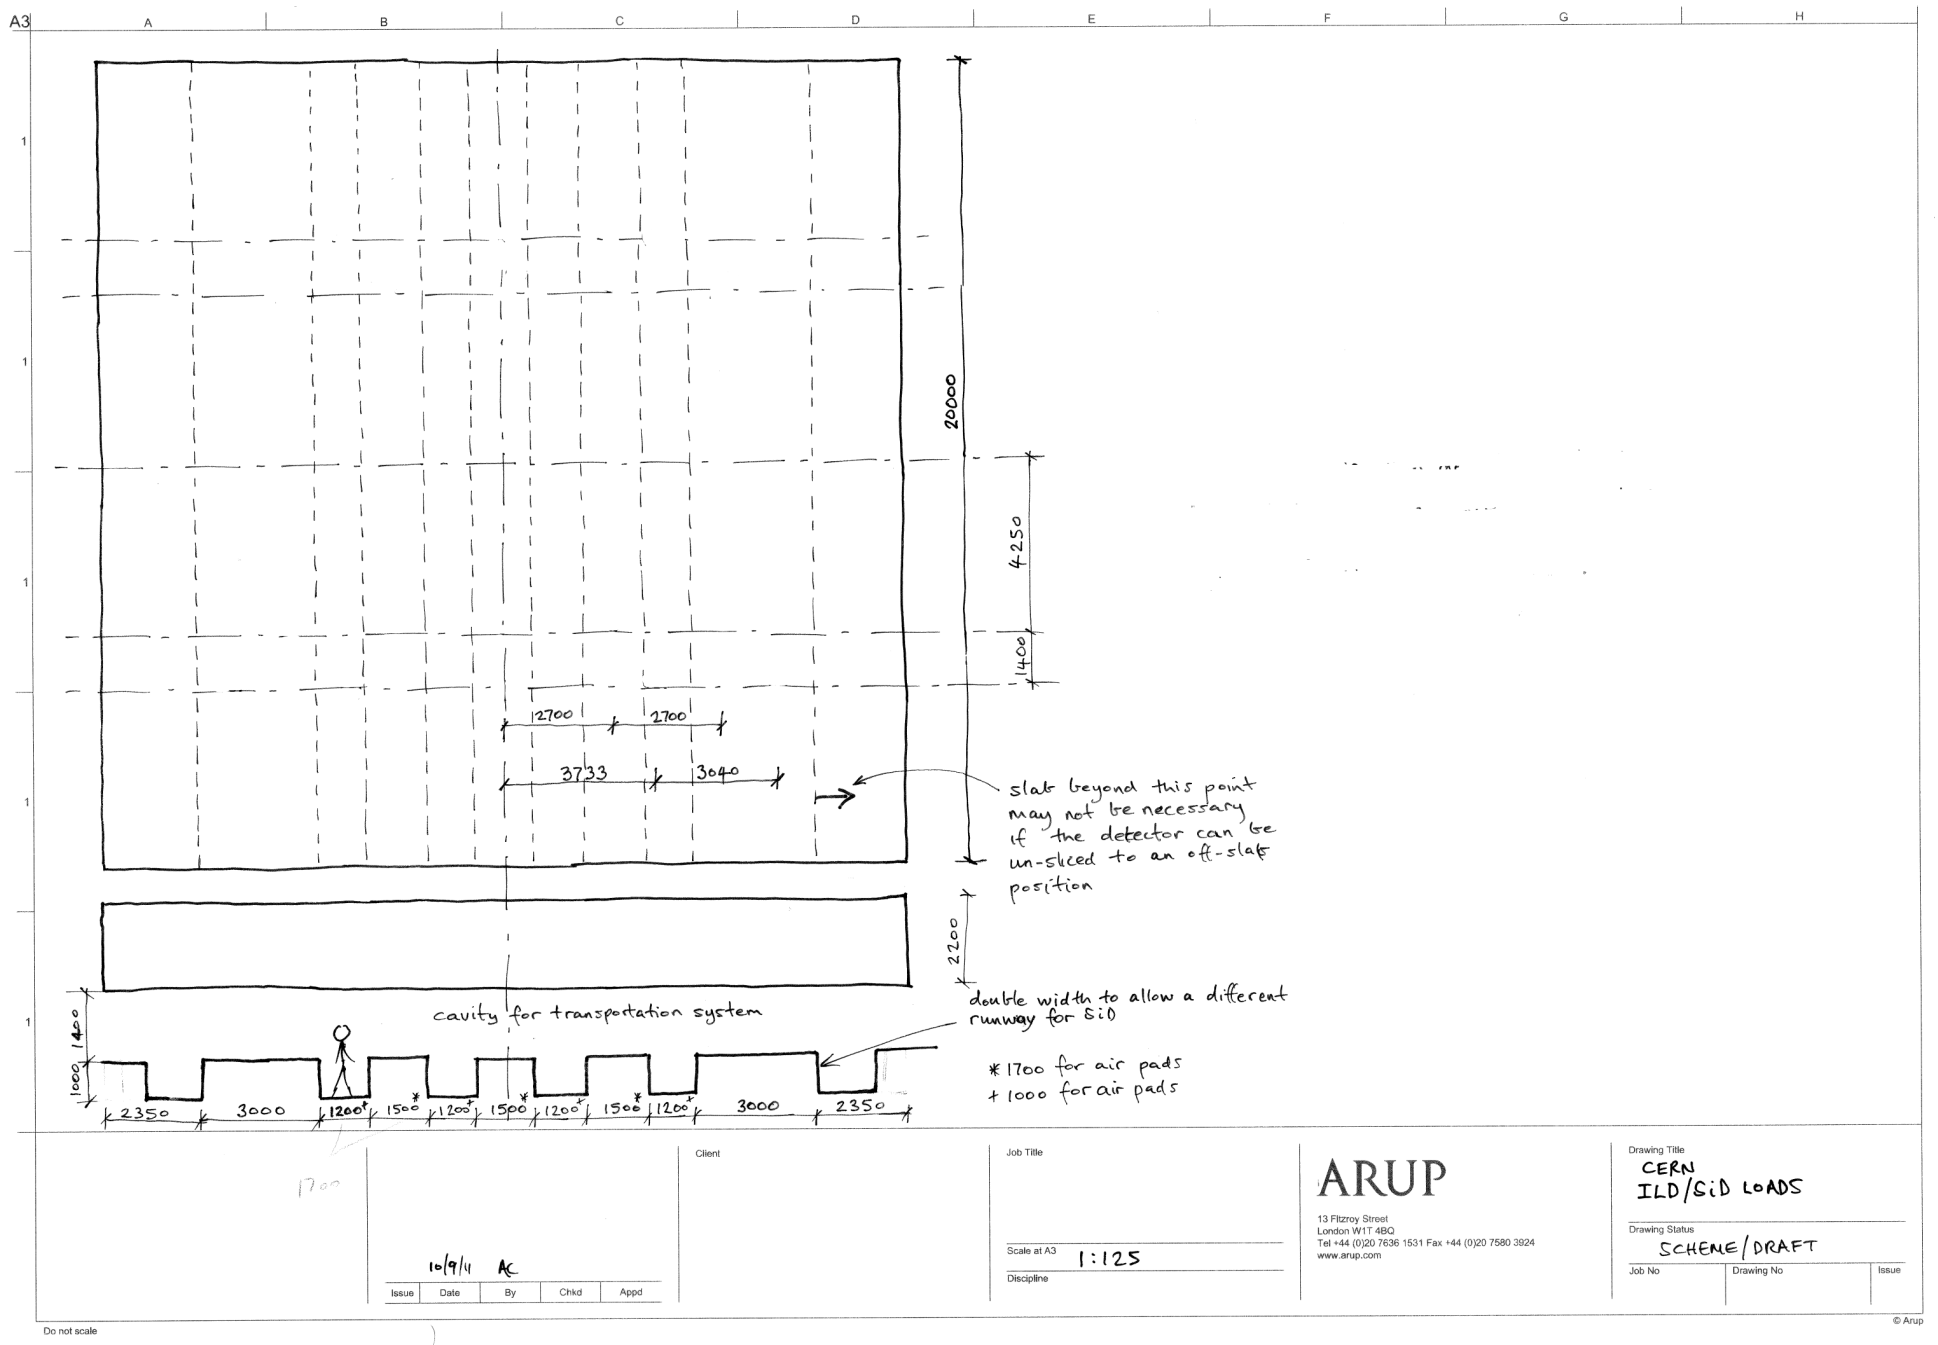 A3 A B C D E F G H
1
1
1
1
1
20000
4250
1400
2700 2700
3733 3040
slab beyond this point
may not be necessary
if the detector can be
un-sliced to an off-slab
position
2200
double width to allow a different
runway for SiD
cavity for transportation system
1400
1000
* 1700 for air pads
+ 1000 for air pads
2350 3000 1200+ 1500* 1200+ 1500* 1200+ 1500* 1200+ 3000 2350
1700
10/9/11 AC
Issue Date By Chkd Appd
Client
Job Title
Scale at A3 1:125
Discipline
ARUP
13 Fitzroy Street
London W1T 4BQ
Tel +44 (0)20 7636 1531 Fax +44 (0)20 7580 3924
www.arup.com
Drawing Title
CERN
ILD/SiD LOADS
Drawing Status
SCHEME/DRAFT
Job No Drawing No Issue
Do not scale
© Arup